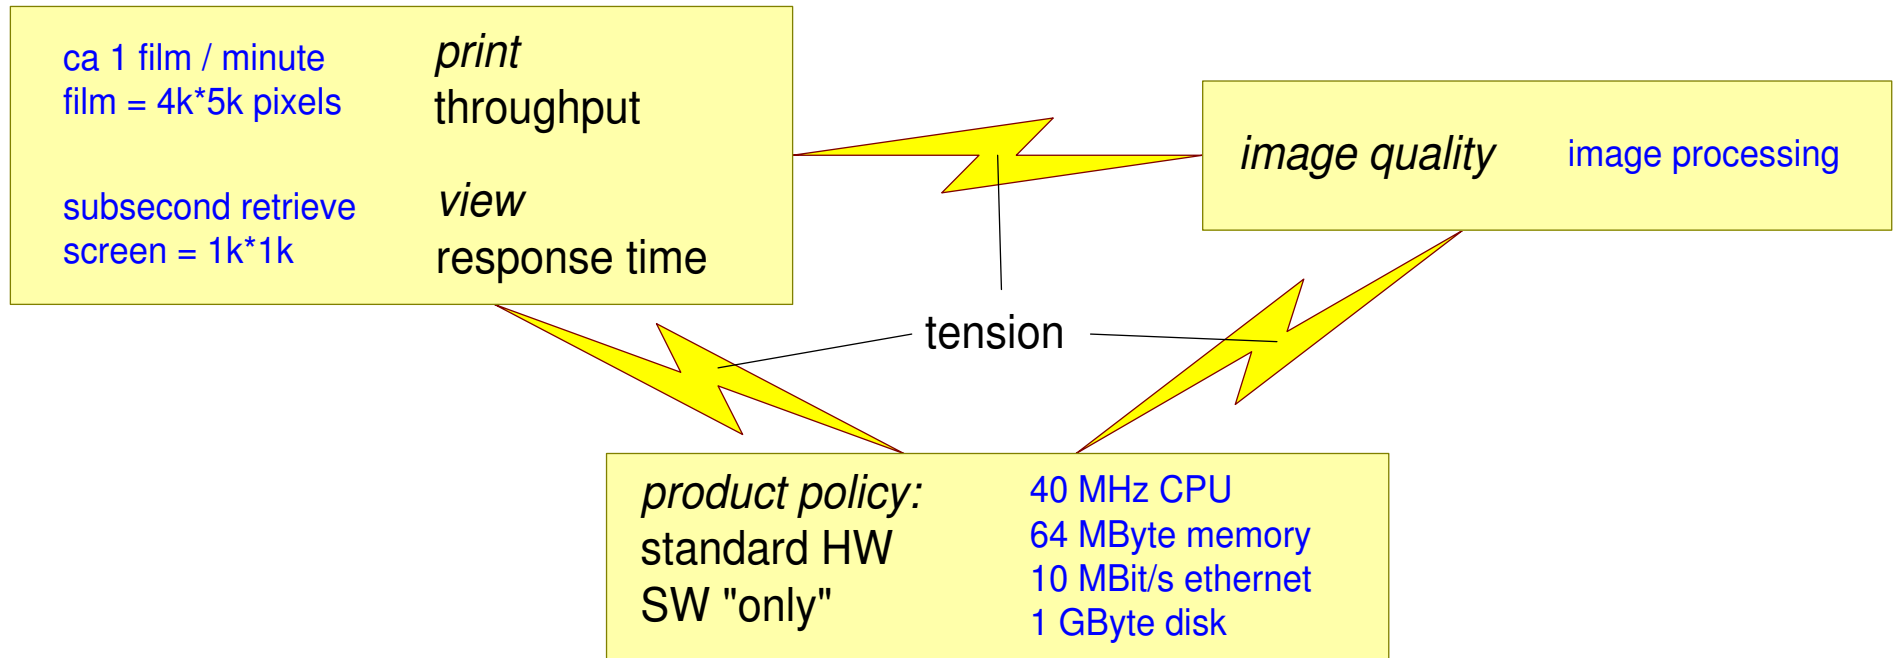 ca 1 film / minute
film = 4k*5k pixels
print
throughput
subsecond retrieve
screen = 1k*1k
view
response time
image quality
image processing
tension
product policy:
standard HW
SW "only"
40 MHz CPU
64 MByte memory
10 MBit/s ethernet
1 GByte disk